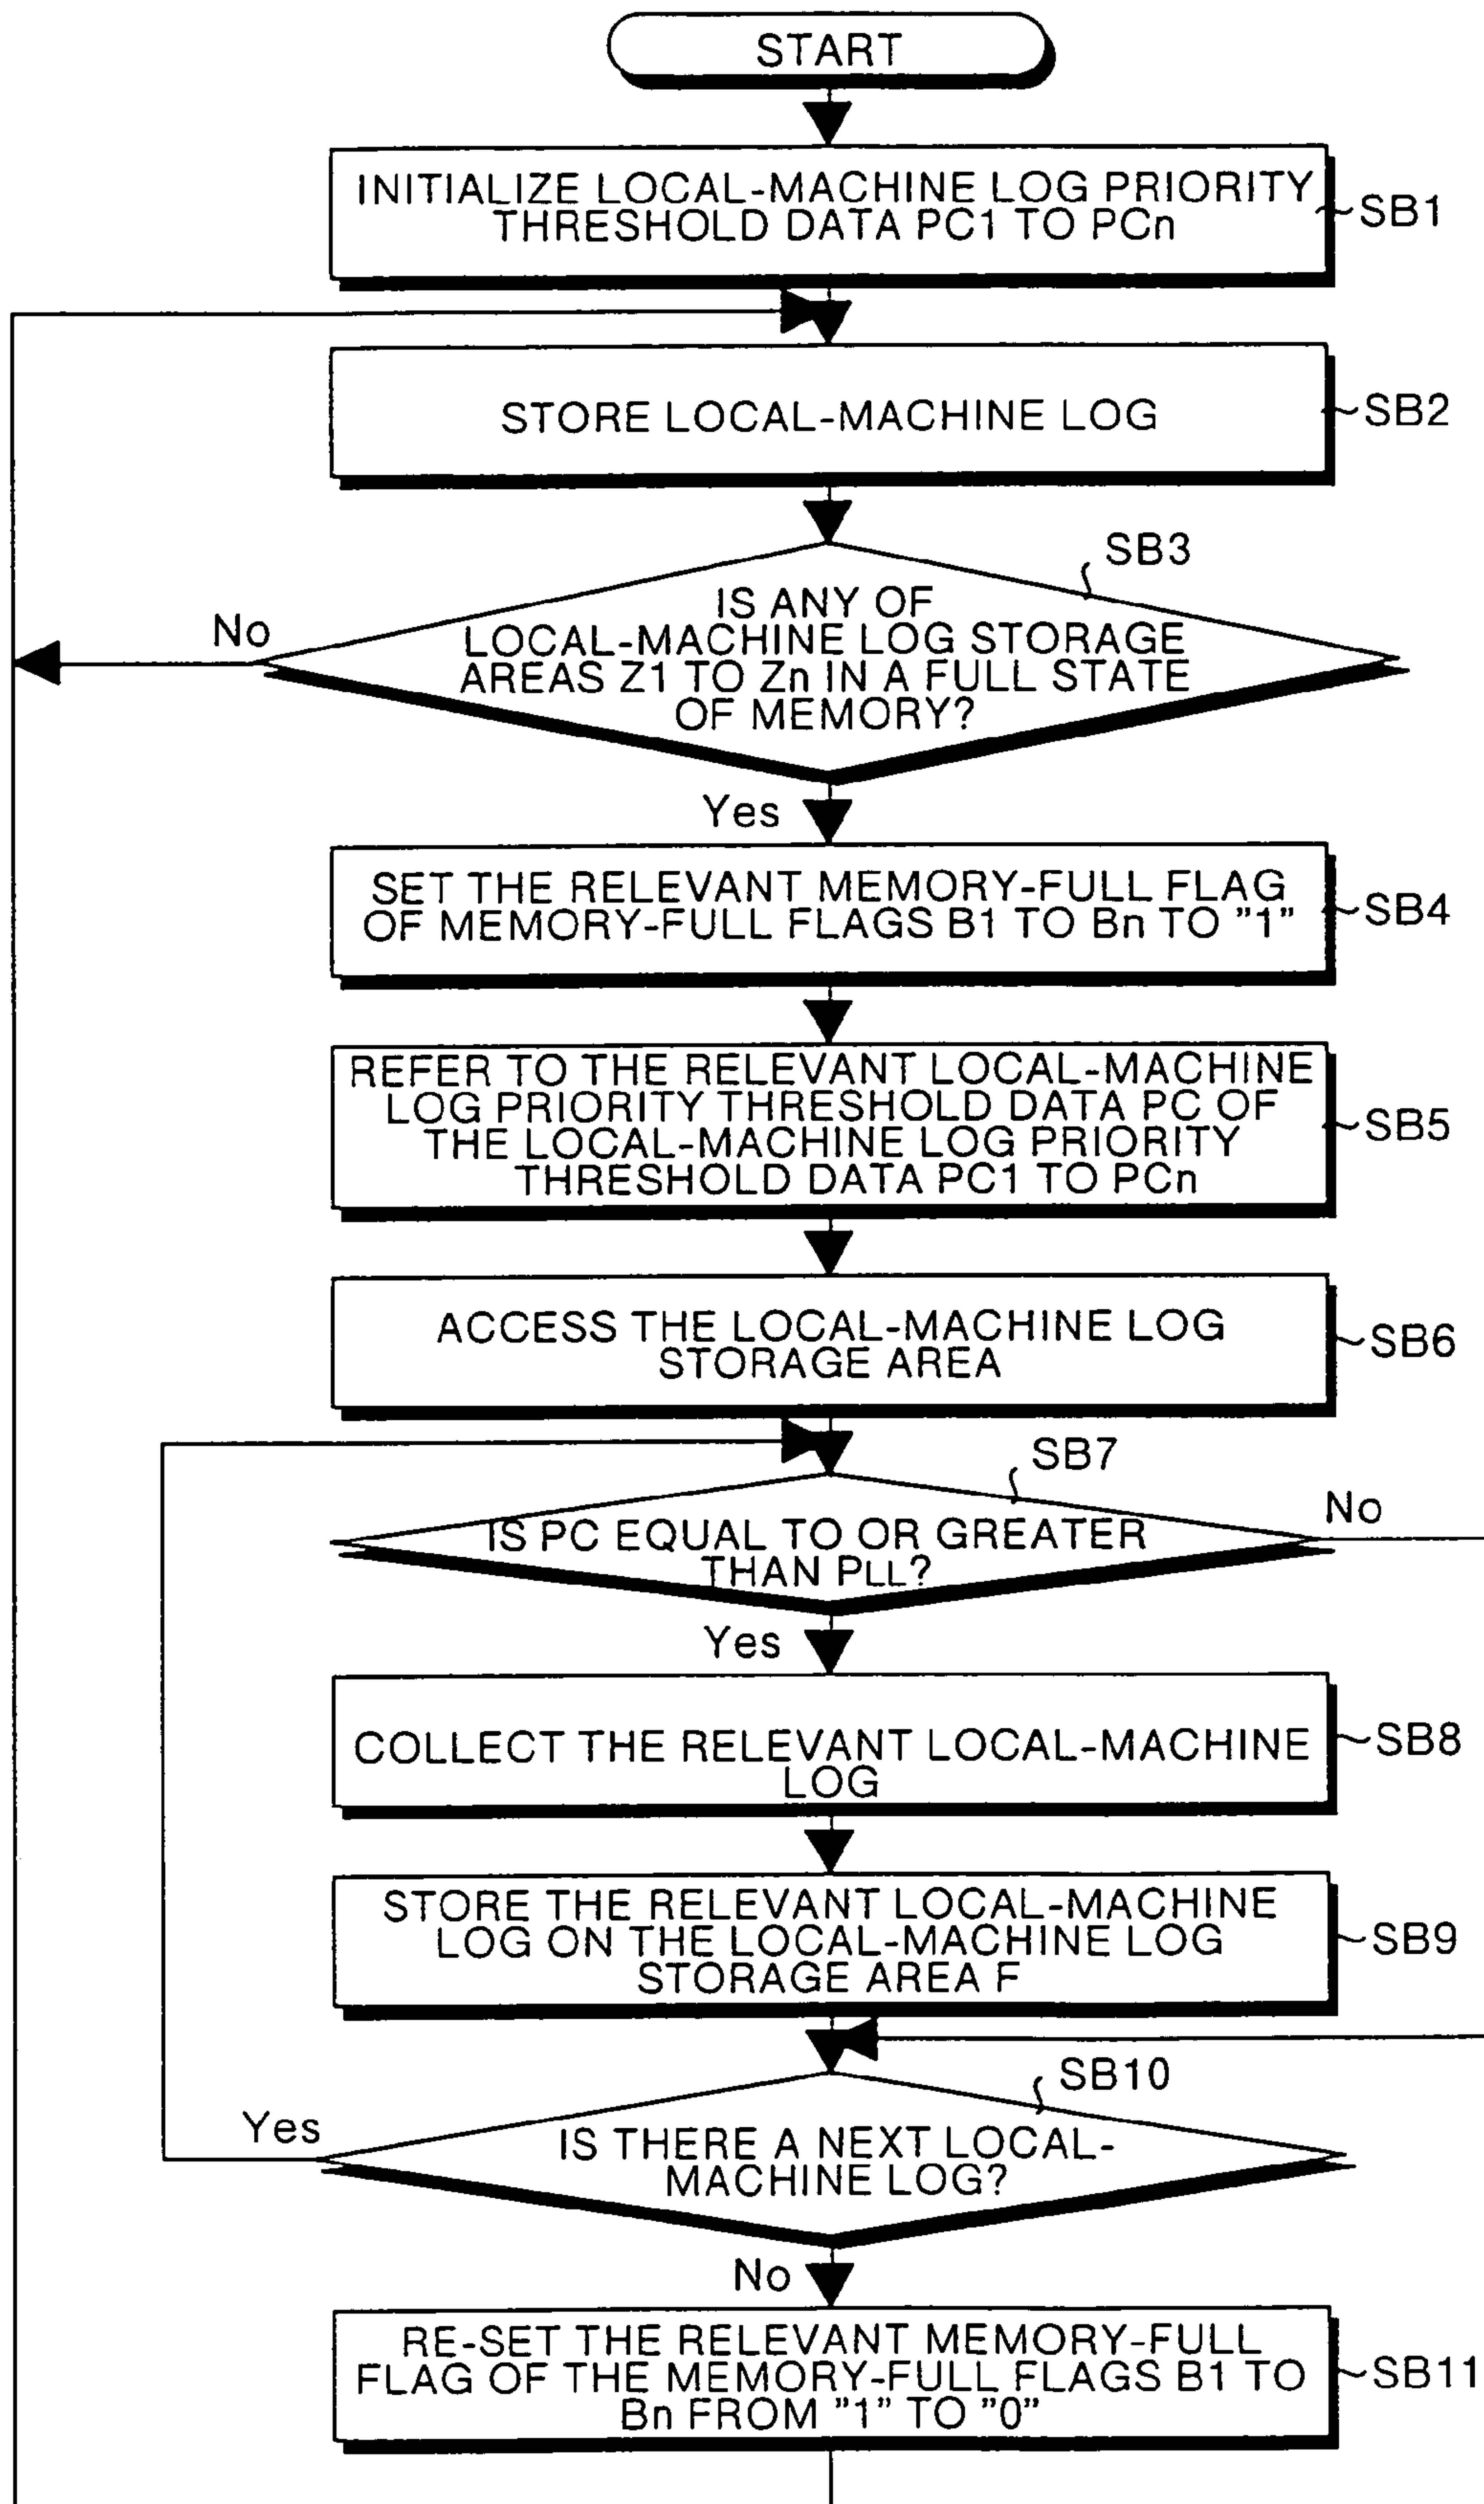 START
INITIALIZE LOCAL-MACHINE LOG PRIORITY
THRESHOLD DATA PC1 TO PCn
SB1
STORE LOCAL-MACHINE LOG
SB2
SB3
IS ANY OF
LOCAL-MACHINE LOG STORAGE
AREAS Z1 TO Zn IN A FULL STATE
OF MEMORY?
No
Yes
SET THE RELEVANT MEMORY-FULL FLAG
OF MEMORY-FULL FLAGS B1 TO Bn TO "1"
SB4
REFER TO THE RELEVANT LOCAL-MACHINE
LOG PRIORITY THRESHOLD DATA PC OF
THE LOCAL-MACHINE LOG PRIORITY
THRESHOLD DATA PC1 TO PCn
SB5
ACCESS THE LOCAL-MACHINE LOG
STORAGE AREA
SB6
SB7
IS PC EQUAL TO OR GREATER
THAN PLL?
No
Yes
COLLECT THE RELEVANT LOCAL-MACHINE
LOG
SB8
STORE THE RELEVANT LOCAL-MACHINE
LOG ON THE LOCAL-MACHINE LOG
STORAGE AREA F
SB9
SB10
IS THERE A NEXT LOCAL-
MACHINE LOG?
Yes
No
RE-SET THE RELEVANT MEMORY-FULL
FLAG OF THE MEMORY-FULL FLAGS B1 TO
Bn FROM "1" TO "0"
SB11